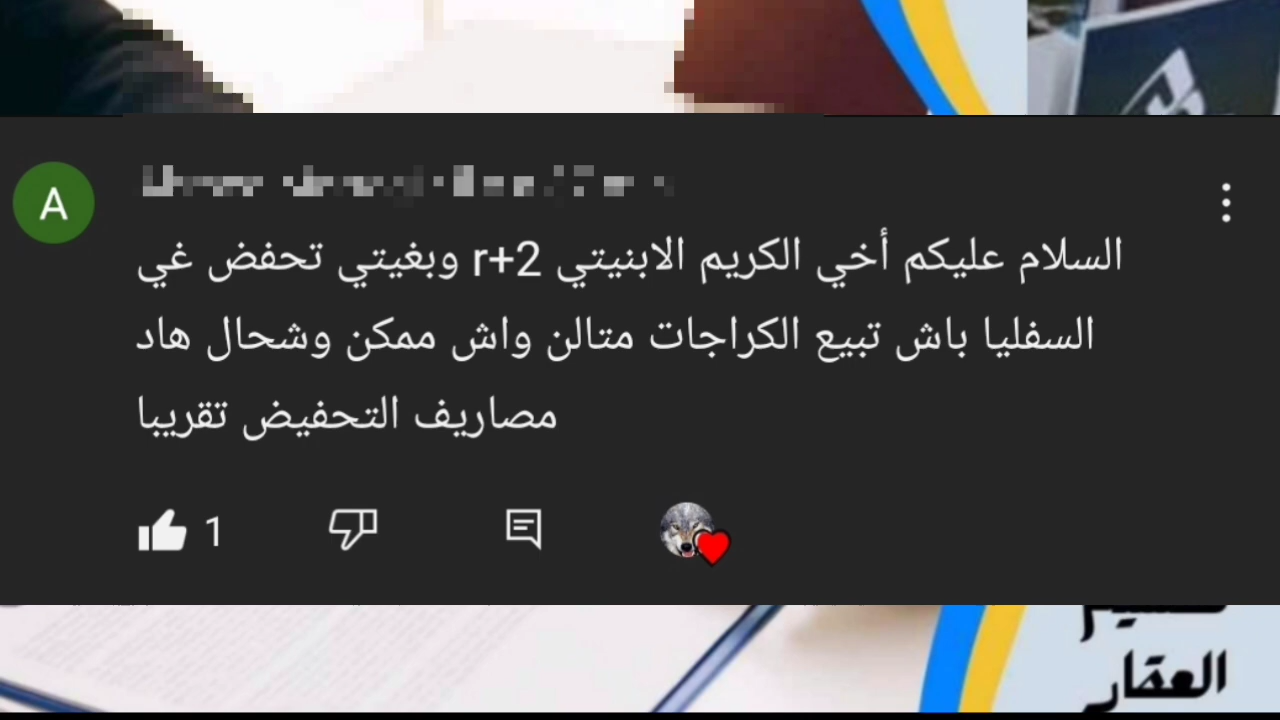 A
السلام عليكم أخي الكريم الابنيتي r+2 وبغيتي تحفض غي
السفليا باش تبيع الكراجات متالن واش ممكن وشحال هاد
مصاريف التحفيض تقريبا
1
العقار